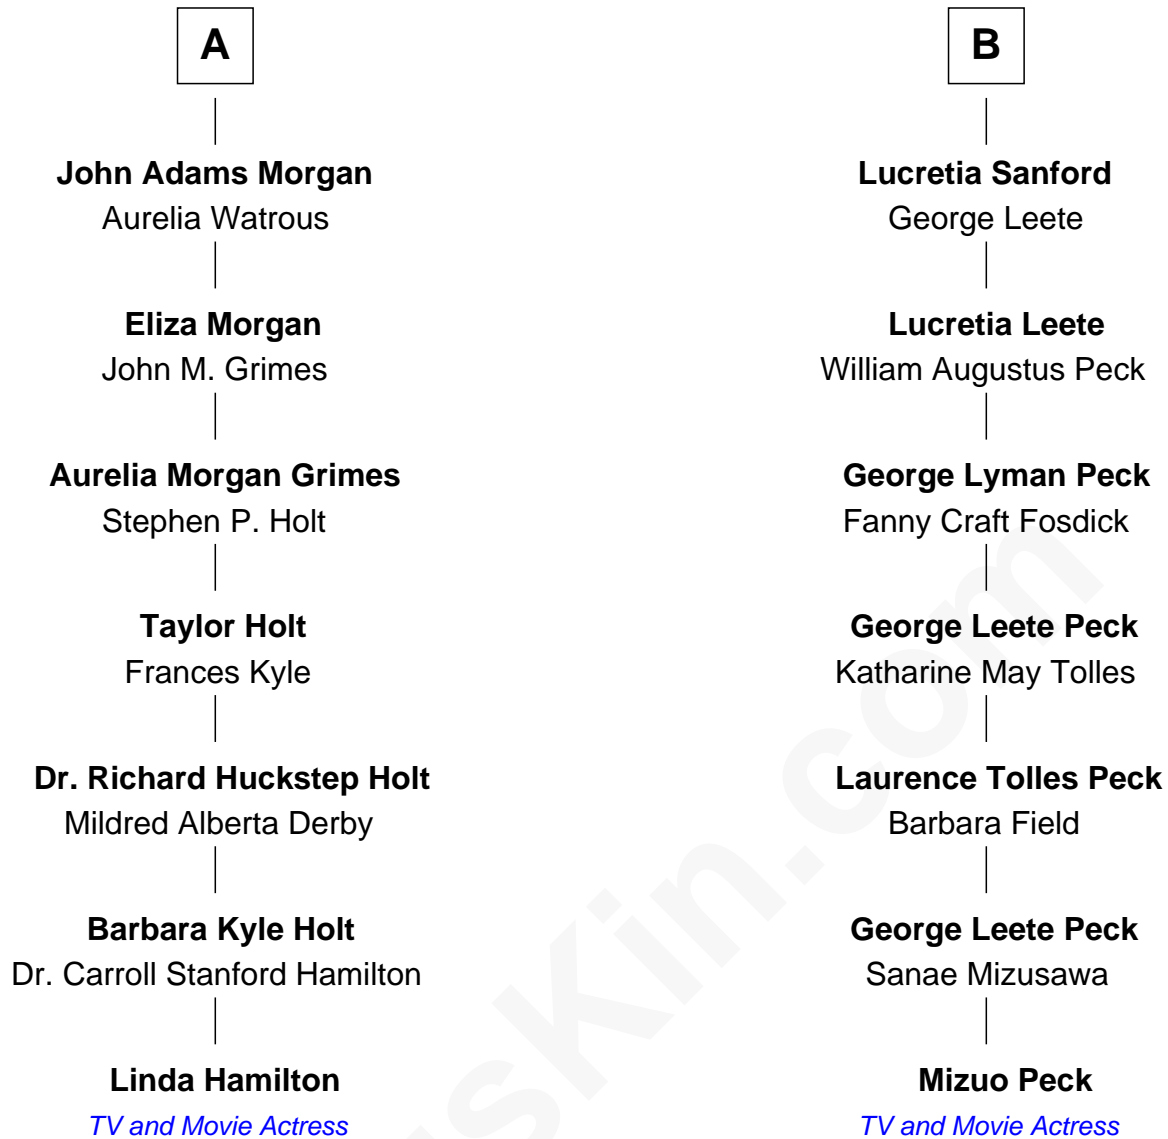 A
John Adams Morgan
Aurelia Watrous
Eliza Morgan
John M. Grimes
Aurelia Morgan Grimes
Stephen P. Holt
Taylor Holt
Frances Kyle
Dr. Richard Huckstep Holt
Mildred Alberta Derby
Barbara Kyle Holt
Dr. Carroll Stanford Hamilton
Linda Hamilton
TV and Movie Actress
B
Lucretia Sanford
George Leete
Lucretia Leete
William Augustus Peck
George Lyman Peck
Fanny Craft Fosdick
George Leete Peck
Katharine May Tolles
Laurence Tolles Peck
Barbara Field
George Leete Peck
Sanae Mizusawa
Mizuo Peck
TV and Movie Actress
sKin.com